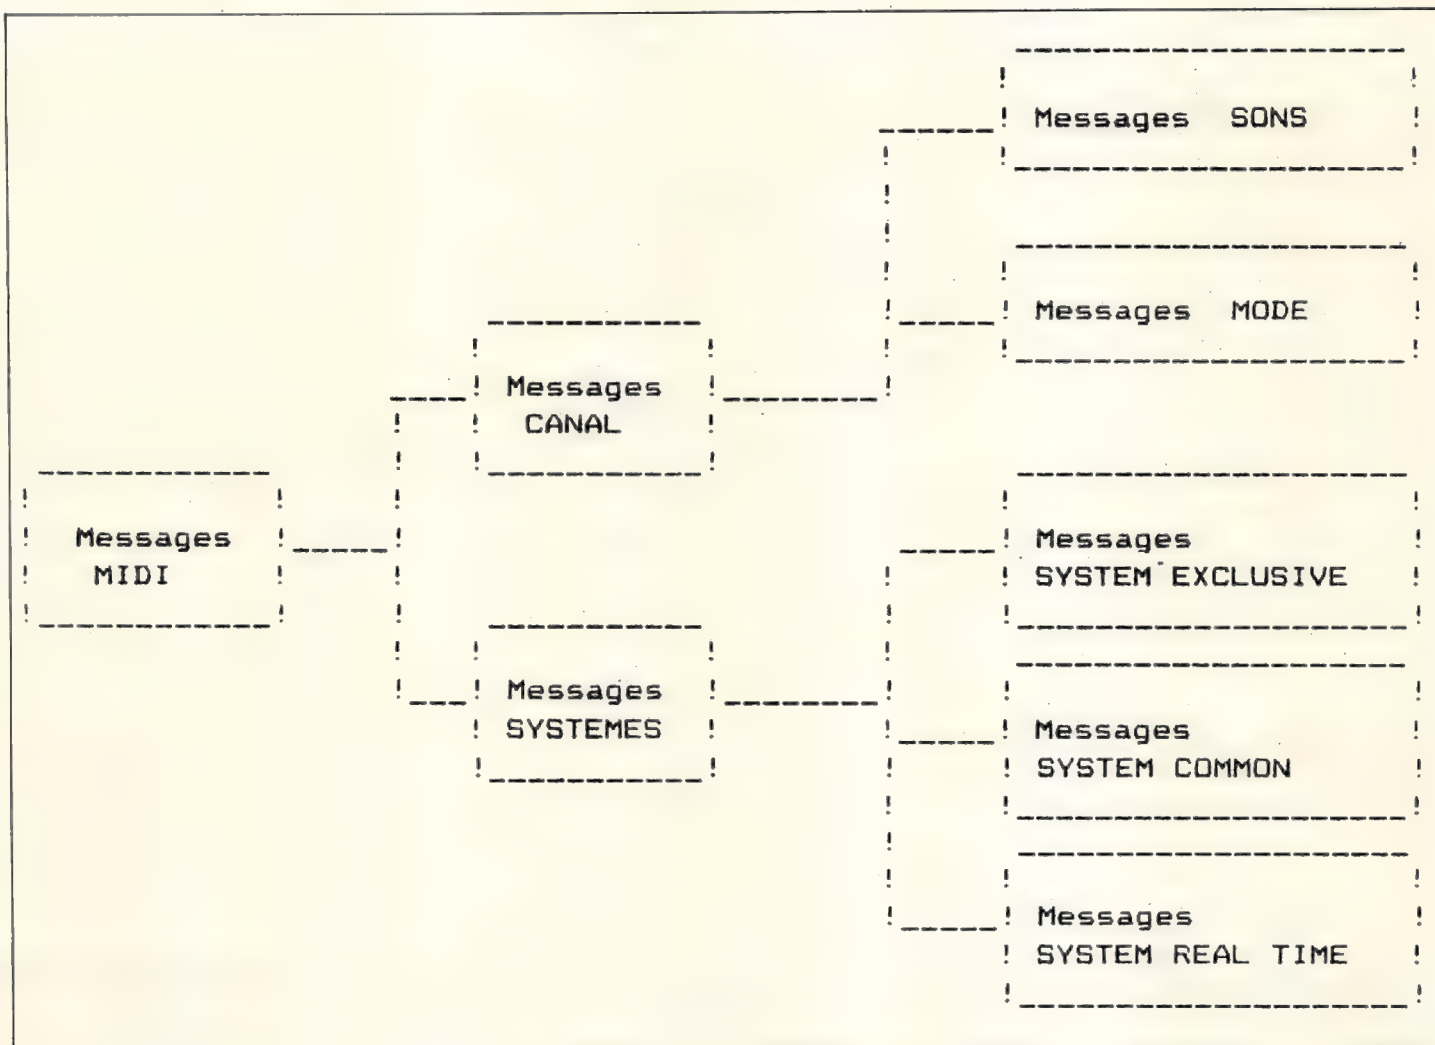 Messages SONS
Messages MODE
Messages
CANAL
Messages
MIDI
Messages
SYSTEM EXCLUSIVE
Messages
SYSTEMES
Messages
SYSTEM COMMON
Messages
SYSTEM REAL TIME